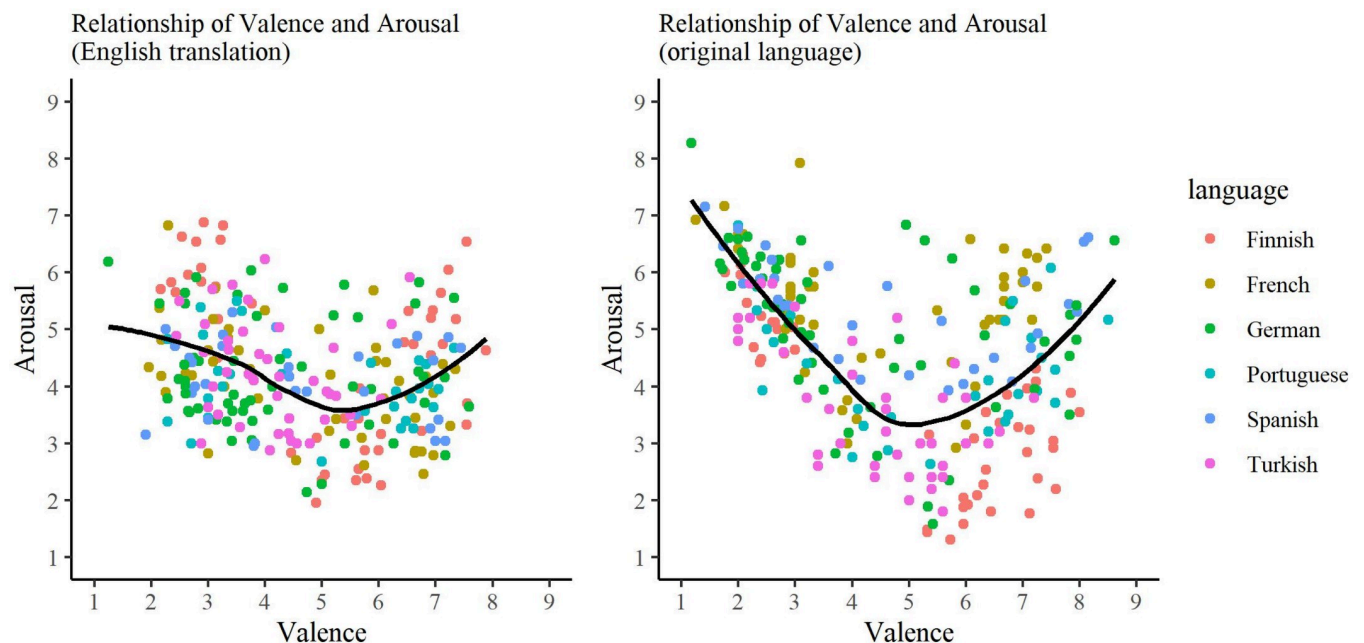 Relationship of Valence and Arousal
(English translation)
Arousal
9
8
7
6
5
4
3
2
1
1 2 3 4 5 6 7 8 9
Valence
Relationship of Valence and Arousal
(original language)
Arousal
9
8
7
6
5
4
3
2
1
1 2 3 4 5 6 7 8 9
Valence
language
Finnish
French
German
Portuguese
Spanish
Turkish